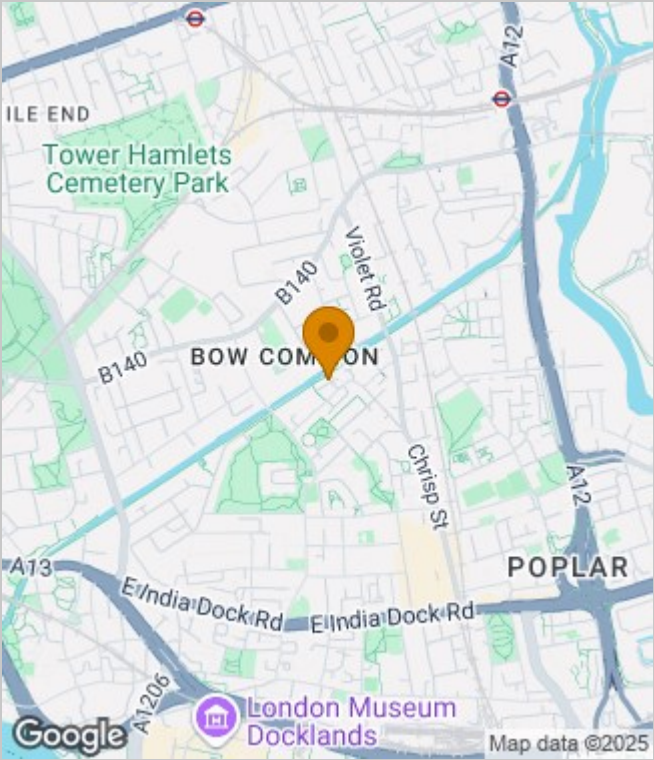 A12
ILE END
Tower Hamlets
Cemetery Park
Violet Rd
B140
B140
BOW COMMON
Chrisp St
A12
A13
POPLAR
E India Dock Rd
E India Dock Rd
A1206
London Museum
Docklands
Google
Map data ©2025